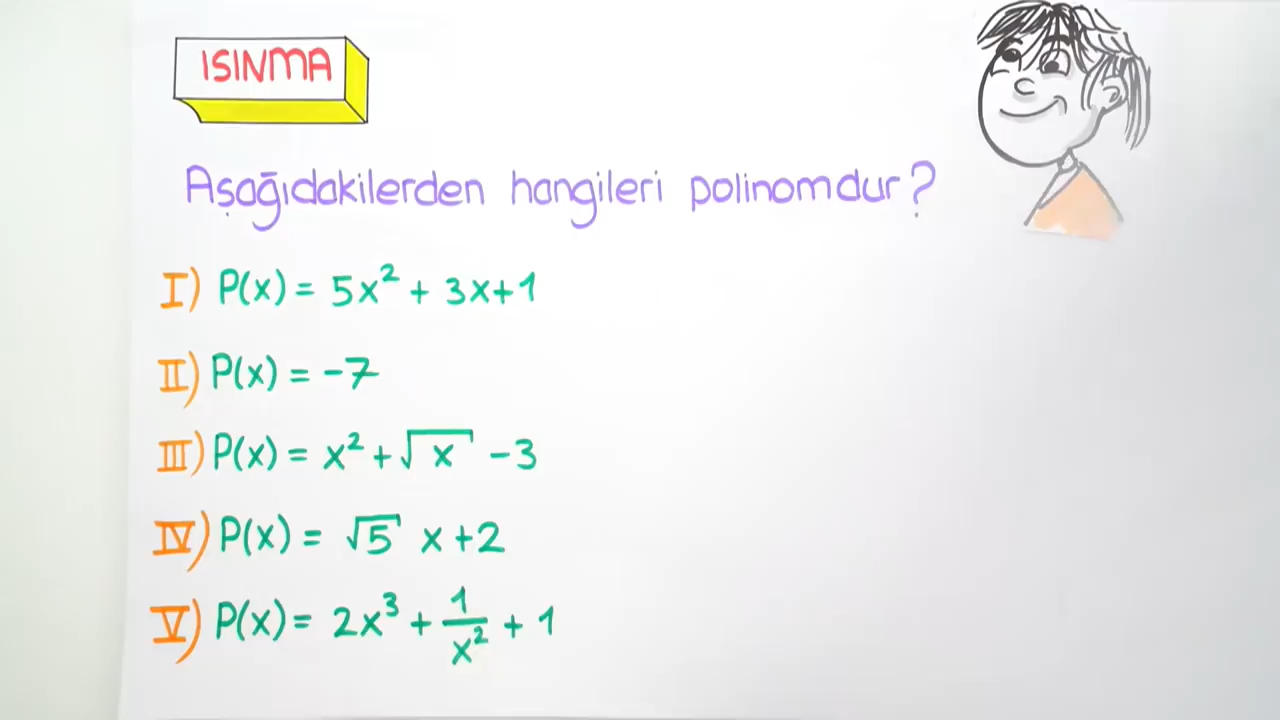 ISINMA
Aşağıdakilerden hangileri polinomdur?
I) P(x) = 5x² + 3x+1
II) P(x) = -7
III) P(x) = x² + √x - 3
IV) P(x) = √5 x + 2
V) P(x) = 2x³ + 1/x² + 1